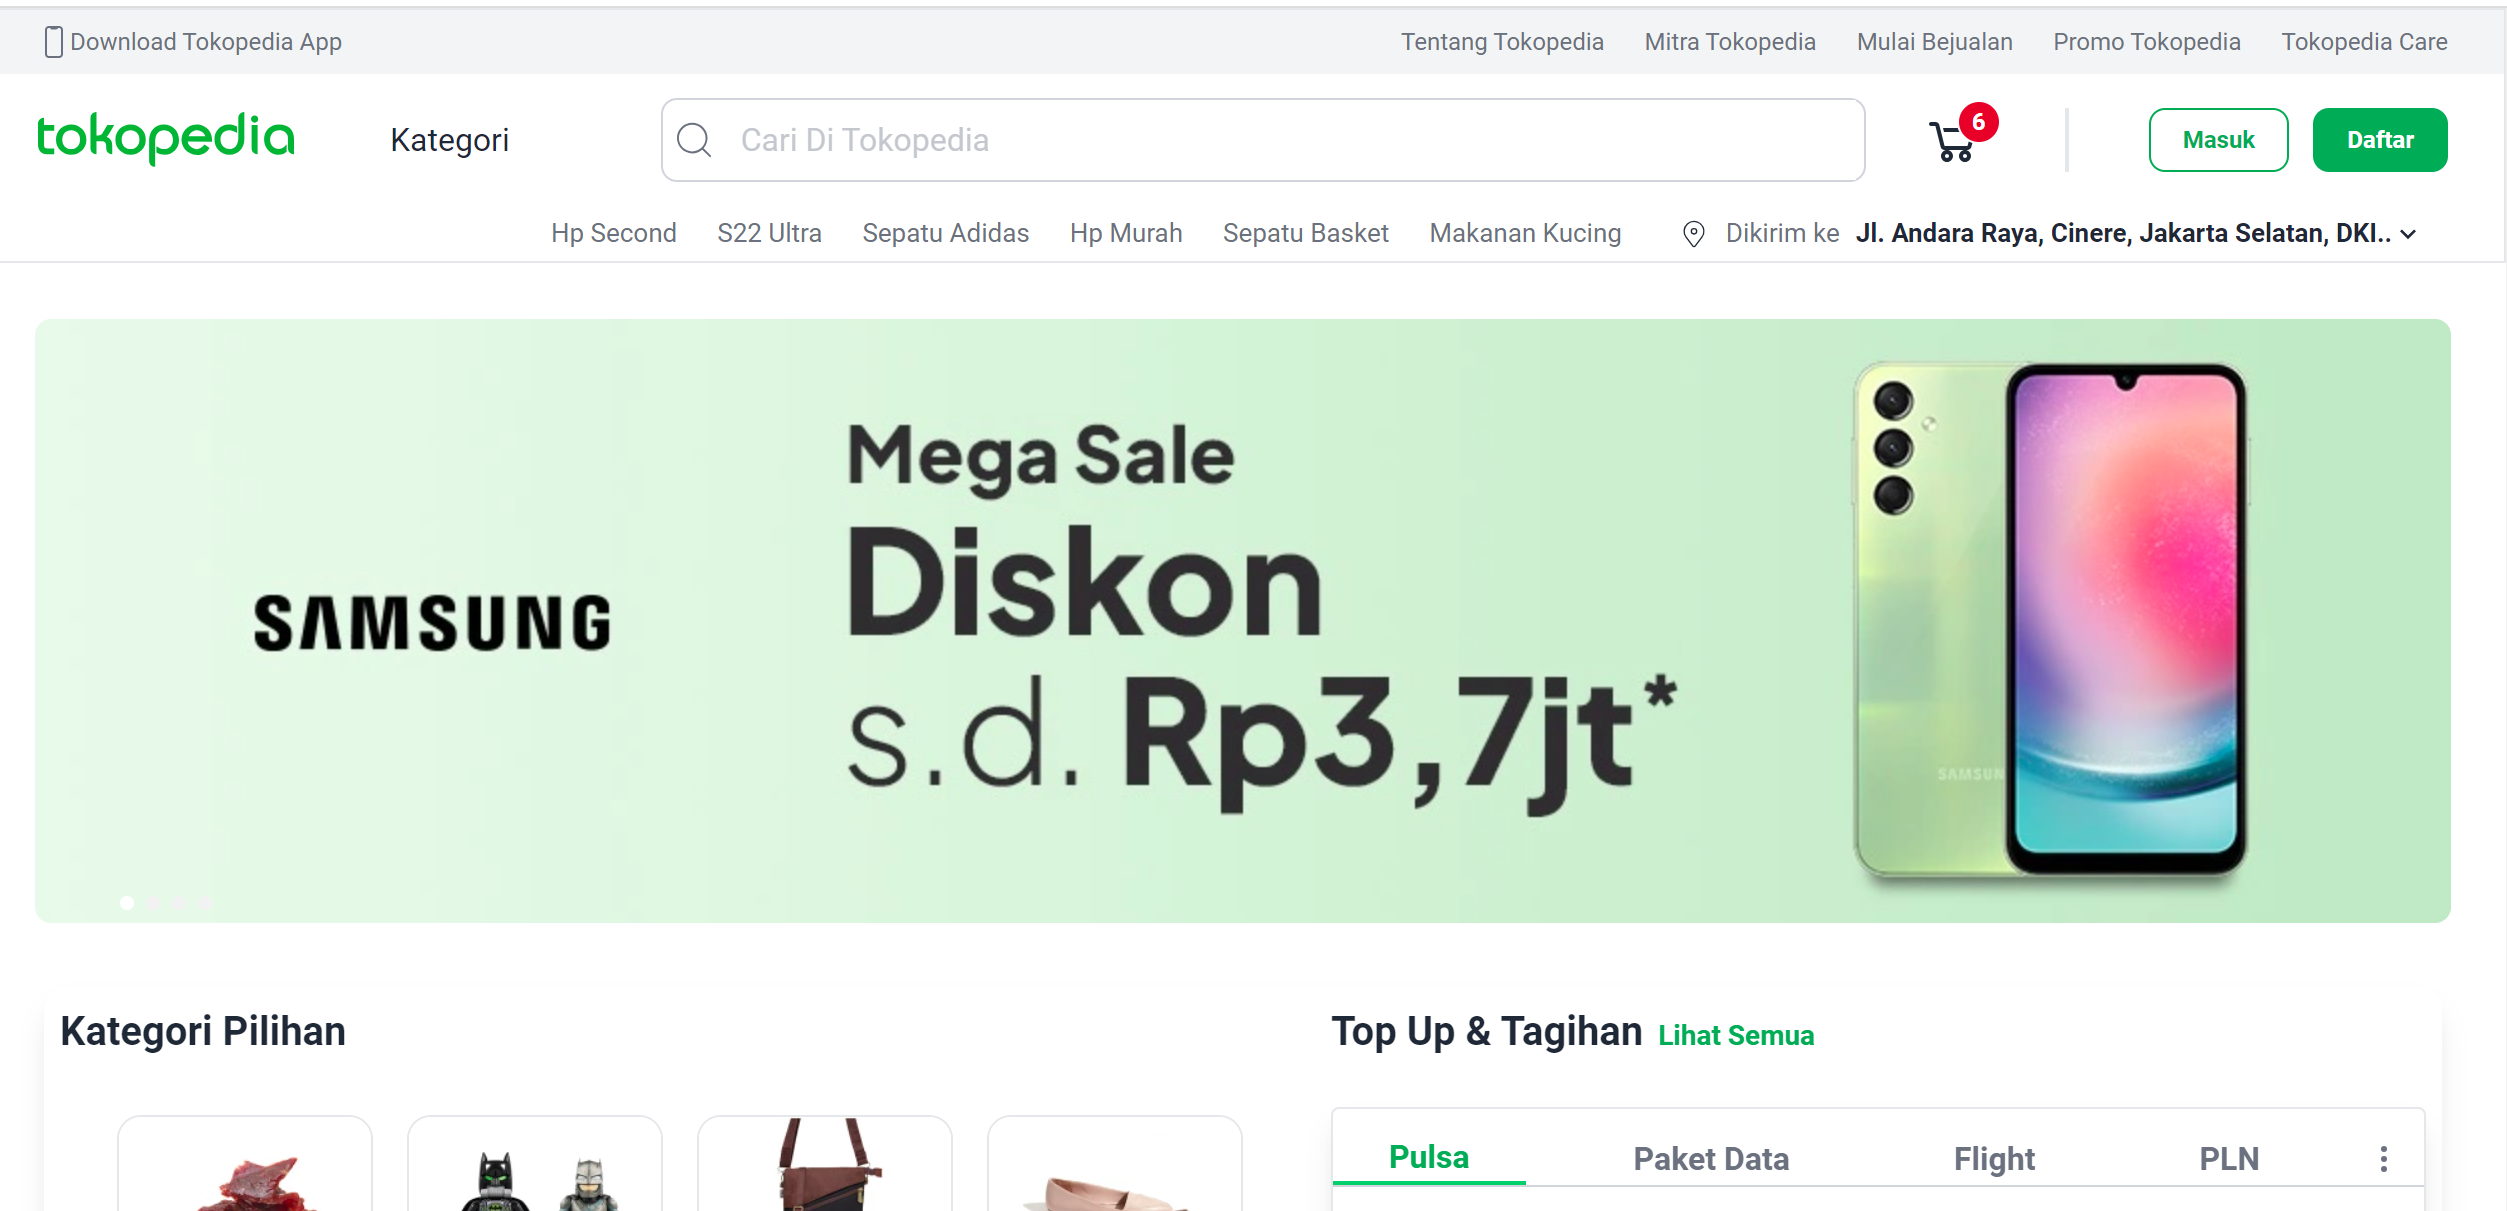 Download Tokopedia App
Tentang Tokopedia Mitra Tokopedia Mulai Bejualan Promo Tokopedia Tokopedia Care
tokopedia Kategori Cari Di Tokopedia 6 Masuk Daftar
Hp Second S22 Ultra Sepatu Adidas Hp Murah Sepatu Basket Makanan Kucing Dikirim ke Jl. Andara Raya, Cinere, Jakarta Selatan, DKI..
SAMSUNG
Mega Sale
Diskon
s.d. Rp3,7jt*
SAMSUN
Kategori Pilihan
Top Up & Tagihan Lihat Semua
Pulsa Paket Data Flight PLN